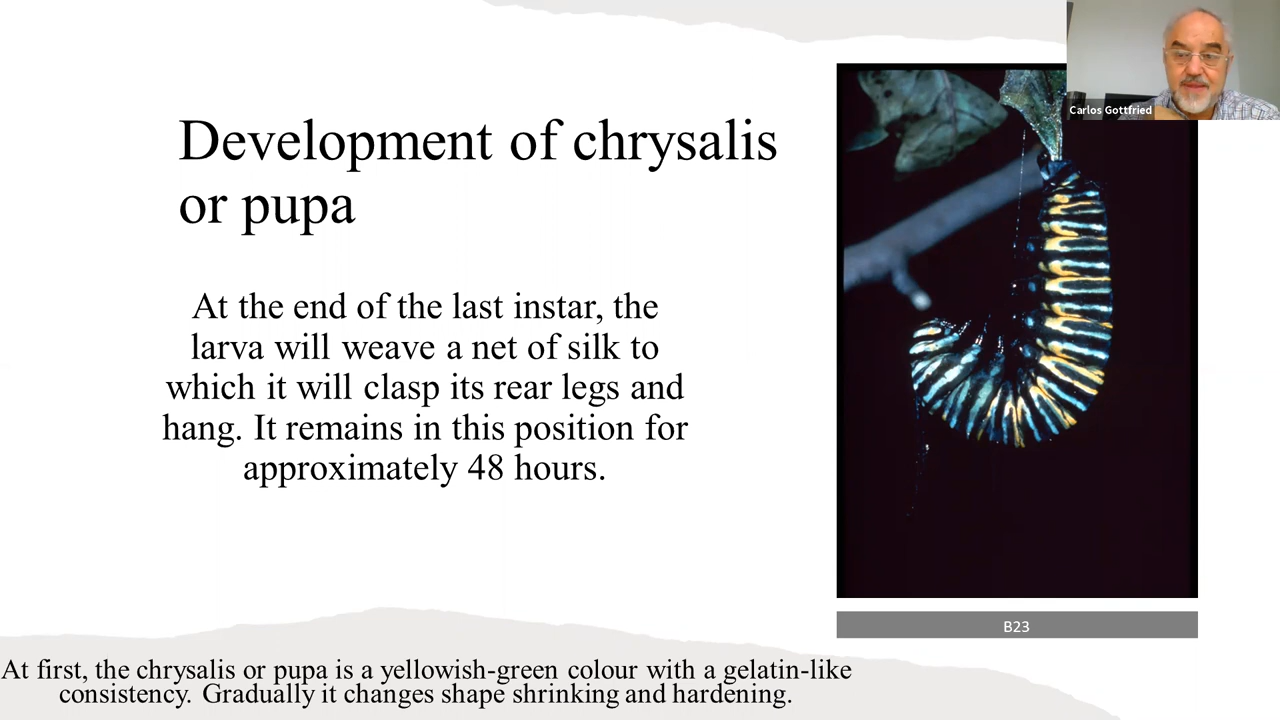 Development of chrysalis
or pupa
At the end of the last instar, the
larva will weave a net of silk to
which it will clasp its rear legs and
hang. It remains in this position for
approximately 48 hours.
Carlos Gottfried
B23
At first, the chrysalis or pupa is a yellowish-green colour with a gelatin-like
consistency. Gradually it changes shape shrinking and hardening.